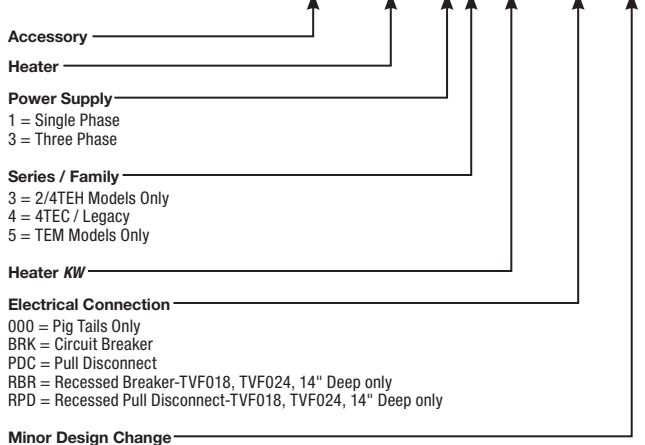 Accessory
Heater
Power Supply
1 = Single Phase
3 = Three Phase
Series / Family
3 = 2/4TEH Models Only
4 = 4TEC / Legacy
5 = TEM Models Only
Heater KW
Electrical Connection
000 = Pig Tails Only
BRK = Circuit Breaker
PDC = Pull Disconnect
RBR = Recessed Breaker-TVF018, TVF024, 14" Deep only
RPD = Recessed Pull Disconnect-TVF018, TVF024, 14" Deep only
Minor Design Change